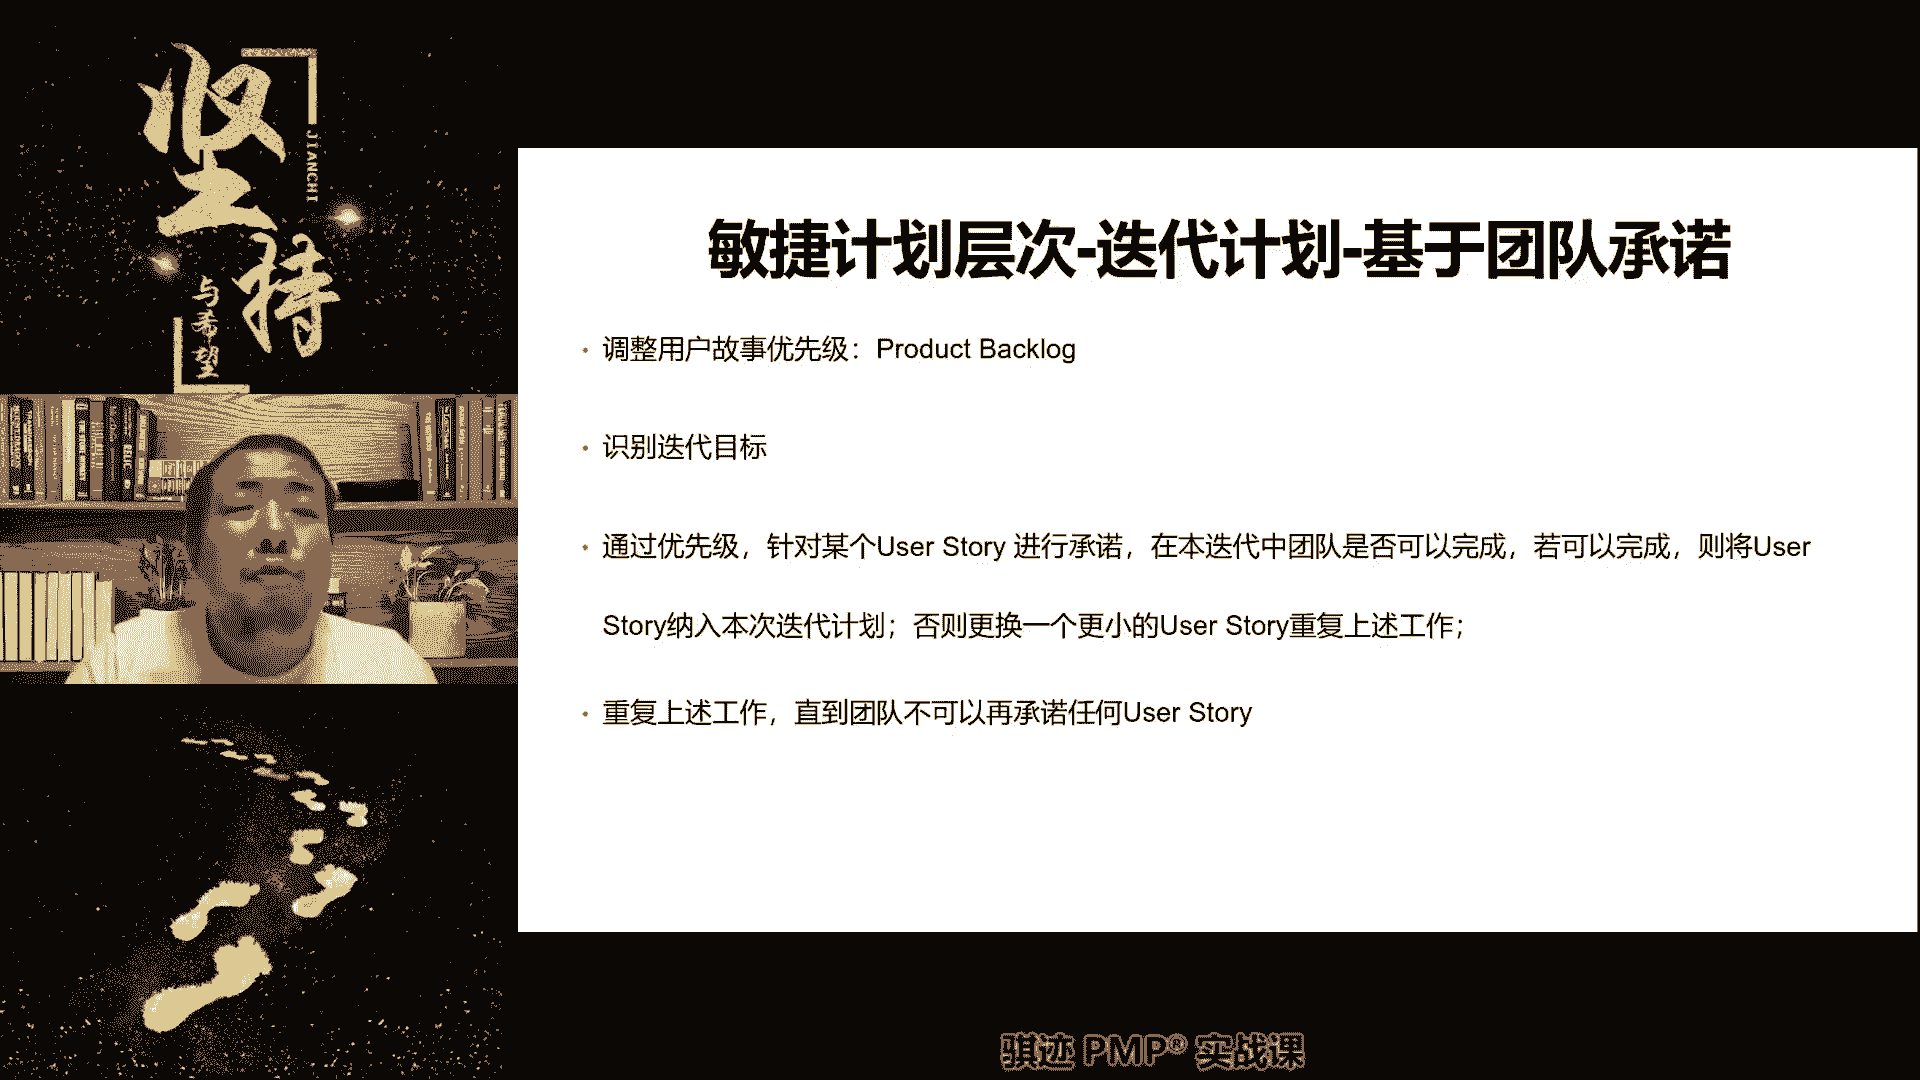 坚持
JIANCHI
与希望
敏捷计划层次-迭代计划-基于团队承诺
· 调整用户故事优先级：Product Backlog
· 识别迭代目标
· 通过优先级，针对某个User Story 进行承诺，在本迭代中团队是否可以完成，若可以完成，则将User
Story纳入本次迭代计划；否则更换一个更小的User Story重复上述工作；
· 重复上述工作，直到团队不可以再承诺任何User Story
骐迹 PMP® 实战课